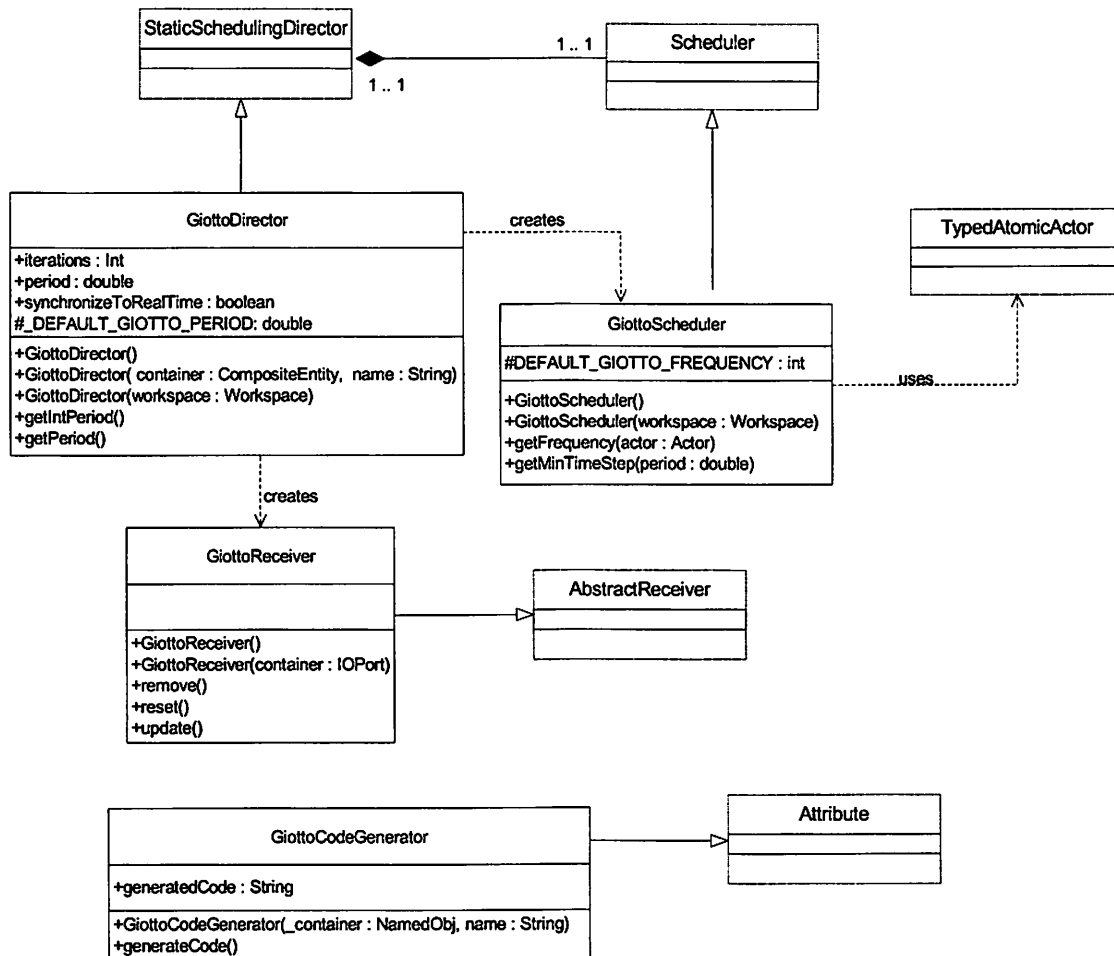 StaticSchedulingDirector
1 .. 1
1 .. 1
Scheduler
GiottoDirector
+iterations : Int
+period : double
+synchronizeToRealTime : boolean
#_DEFAULT_GIOTTO_PERIOD: double
+GiottoDirector()
+GiottoDirector( container : CompositeEntity, name : String)
+GiottoDirector(workspace : Workspace)
+getIntPeriod()
+getPeriod()
creates
TypedAtomicActor
GiottoScheduler
#DEFAULT_GIOTTO_FREQUENCY : int
+GiottoScheduler()
+GiottoScheduler(workspace : Workspace)
+getFrequency(actor : Actor)
+getMinTimeStep(period : double)
uses
creates
GiottoReceiver
+GiottoReceiver()
+GiottoReceiver(container : IOPort)
+remove()
+reset()
+update()
AbstractReceiver
GiottoCodeGenerator
+generatedCode : String
+GiottoCodeGenerator(_container : NamedObj, name : String)
+generateCode()
Attribute